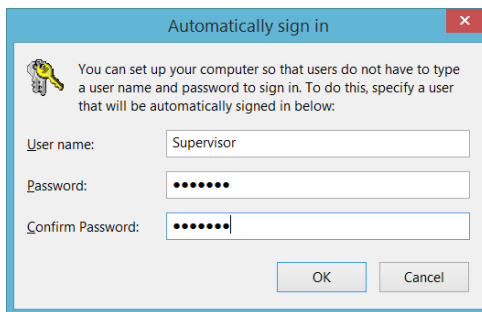 Automatically sign in
You can set up your computer so that users do not have to type
a user name and password to sign in. To do this, specify a user
that will be automatically signed in below:
User name:
Supervisor
Password:
●●●●●●●
Confirm Password:
●●●●●●●
OK
Cancel